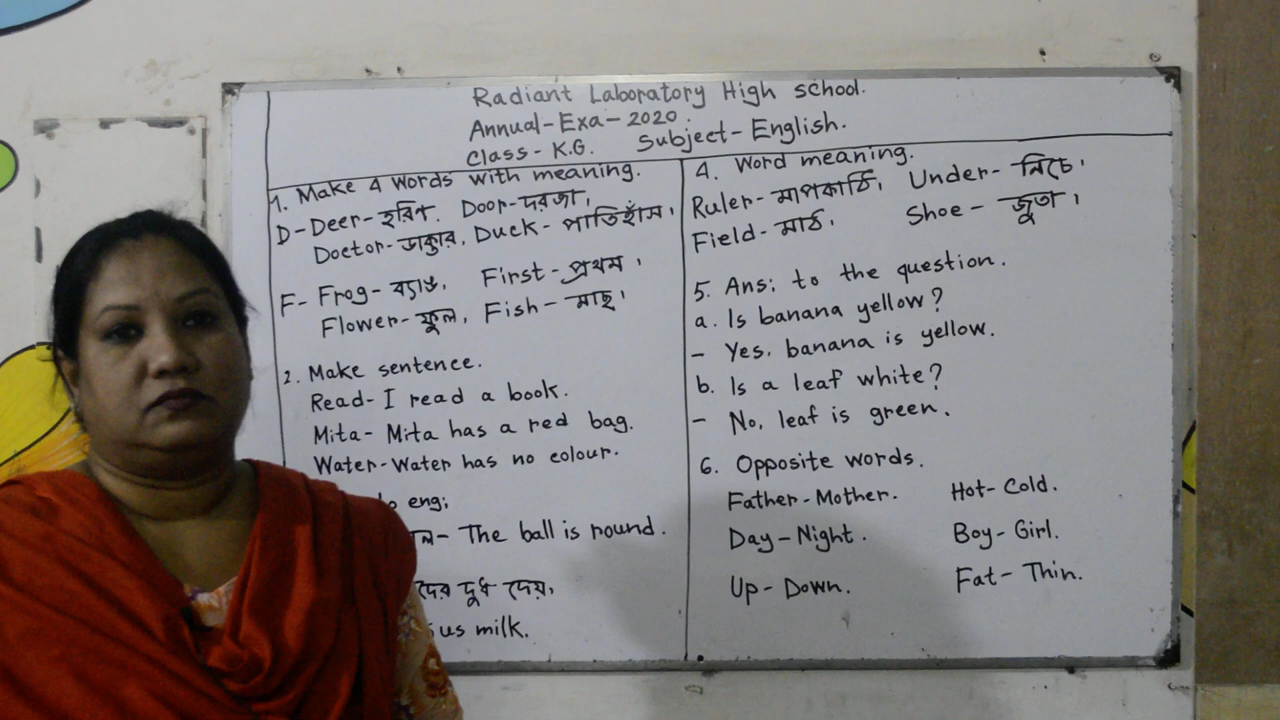 Radiant Laboratory High school.
Annual-Exa-2020.
Class- K.G. Subject-English.
1. Make 4 words with meaning.
D-Deer-হরিণ. Door-দরজা,
Doctor-ডাক্তার, Duck-পাতিহাঁস,
F- Frog-ব্যাঙ, First-প্রথম,
Flower-ফুল, Fish-মাছ,
2. Make sentence.
Read-I read a book.
Mita-Mita has a red bag.
Water-Water has no colour.
eng;
The ball is round.
দুধ দেয়,
us milk.
4. Word meaning.
Ruler-মাপকাঠি, Under-নিচে,
Field-মাঠ, Shoe-জুতা,
5. Ans; to the question.
a. Is banana yellow?
- Yes, banana is yellow.
b. Is a leaf white?
- No, leaf is green.
6. Opposite words.
Father-Mother. Hot-Cold.
Day-Night. Boy-Girl.
Up-Down. Fat-Thin.